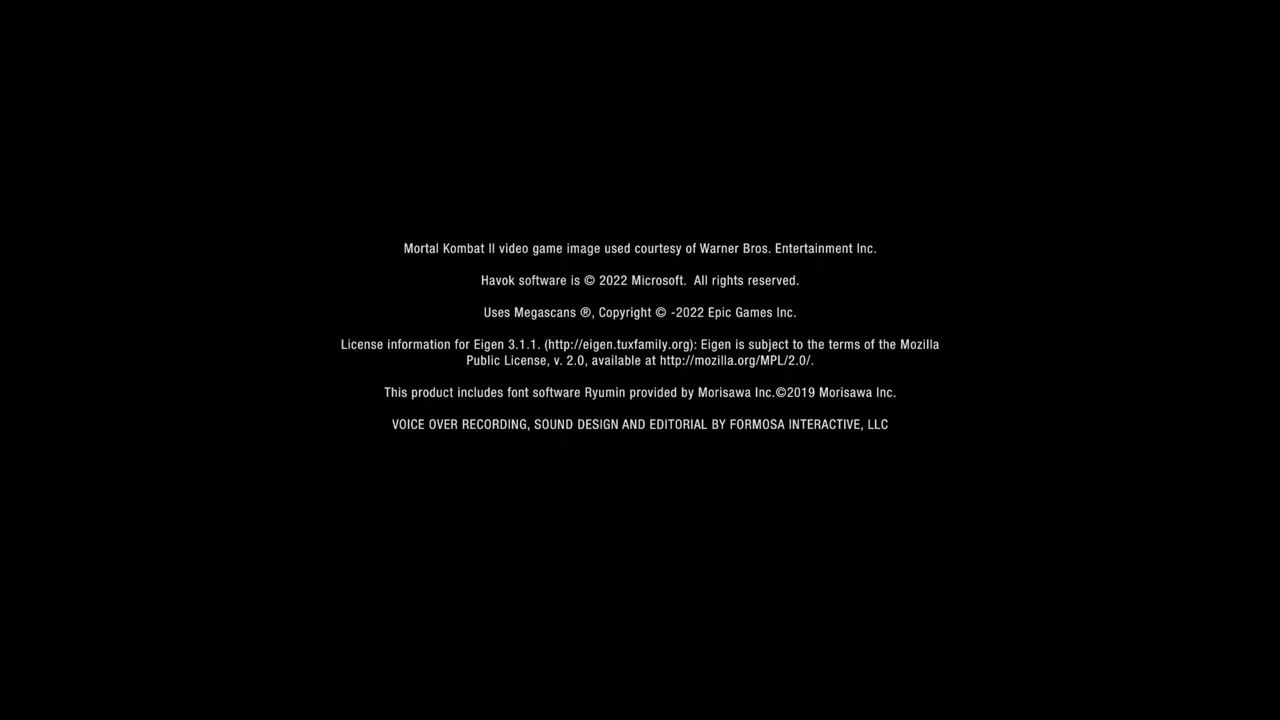 Mortal Kombat II video game image used courtesy of Warner Bros. Entertainment Inc.
Havok software is © 2022 Microsoft.  All rights reserved.
Uses Megascans ®, Copyright © -2022 Epic Games Inc.
License information for Eigen 3.1.1. (http://eigen.tuxfamily.org): Eigen is subject to the terms of the Mozilla
Public License, v. 2.0, available at http://mozilla.org/MPL/2.0/.
This product includes font software Ryumin provided by Morisawa Inc.©2019 Morisawa Inc.
VOICE OVER RECORDING, SOUND DESIGN AND EDITORIAL BY FORMOSA INTERACTIVE, LLC